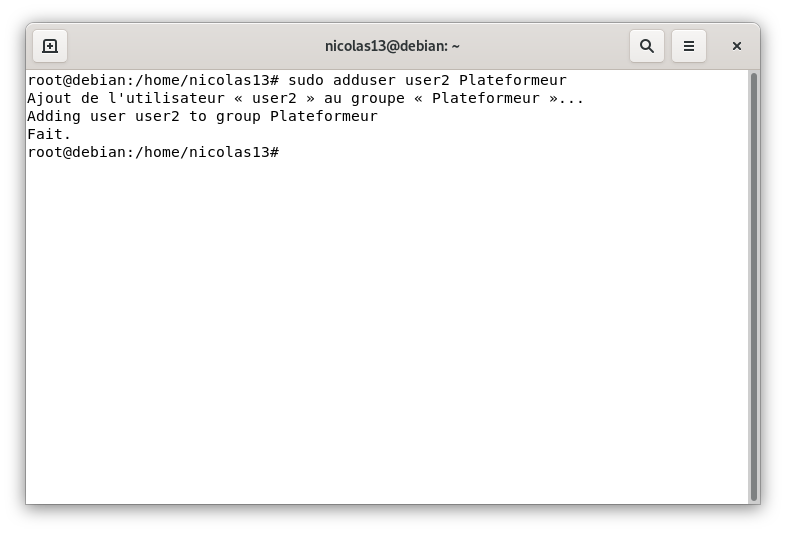 nicolas13@debian: ~
root@debian:/home/nicolas13# sudo adduser user2 Plateformeur
Ajout de l'utilisateur « user2 » au groupe « Plateformeur »...
Adding user user2 to group Plateformeur
Fait.
root@debian:/home/nicolas13#